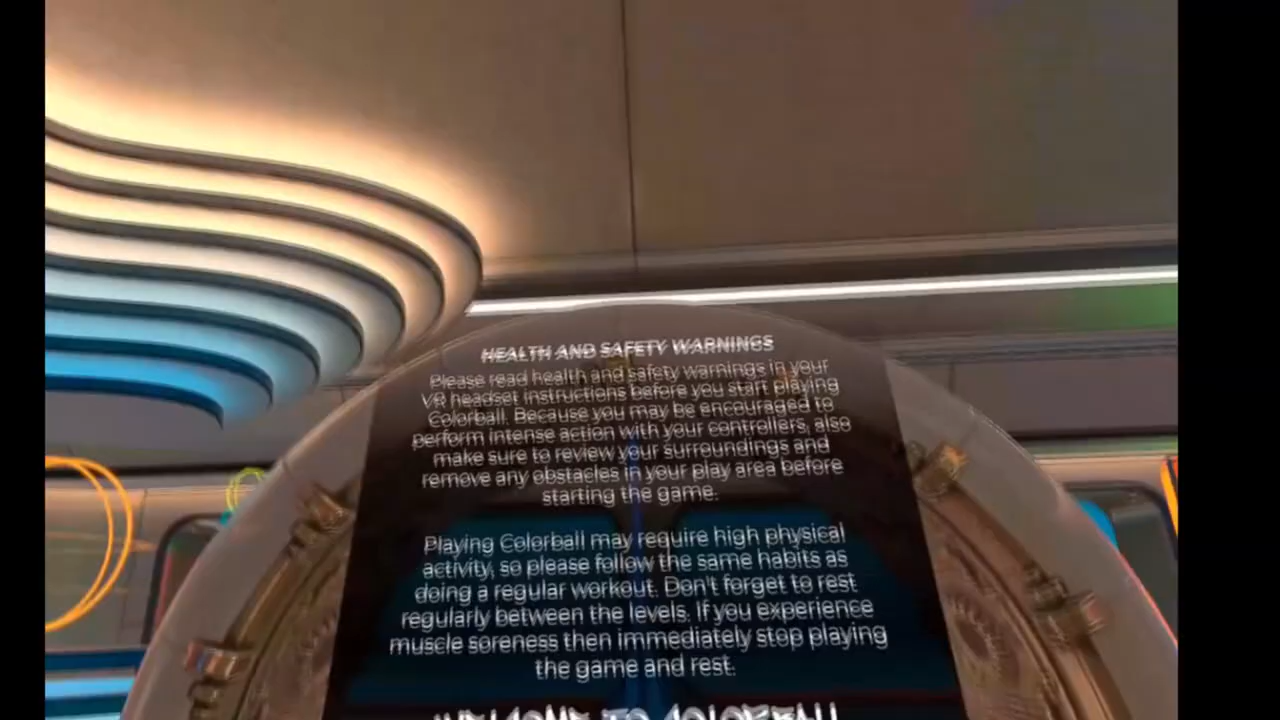 HEALTH AND SAFETY WARNINGS
Please read health and safety warnings in your
VR headset instructions before you start playing
Colorball. Because you may be encouraged to
perform intense action with your controllers, also
make sure to review your surroundings and
remove any obstacles in your play area before
starting the game.
Playing Colorball may require high physical
activity, so please follow the same habits as
doing a regular workout. Don't forget to rest
regularly between the levels. If you experience
muscle soreness then immediately stop playing
the game and rest.
WELCOME TO COLORBALL